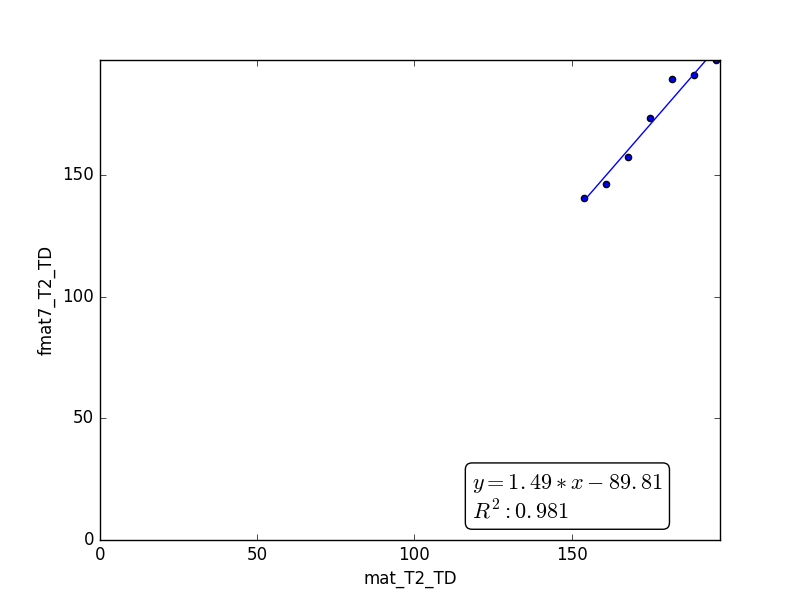 150
100
50
0
fmat7_T2_TD
0 50 100 150
mat_T2_TD
y = 1.49 * x − 89.81
R² : 0.981